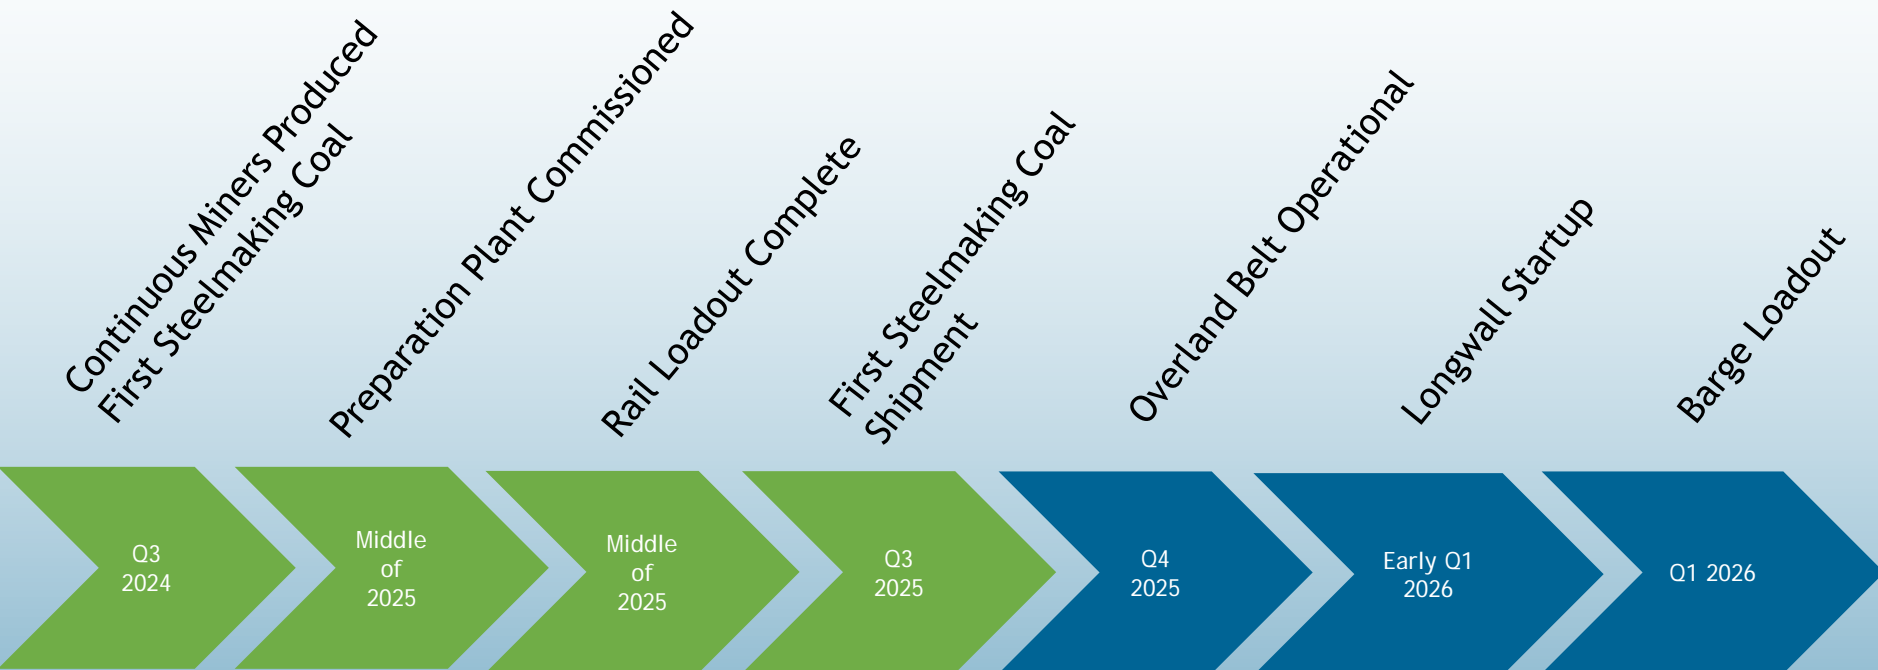 Continuous Miners Produced
First Steelmaking Coal
Preparation Plant Commissioned
Rail Loadout Complete
First Steelmaking Coal
Shipment
Overland Belt Operational
Longwall Startup
Barge Loadout
Q3
2024
Middle
of
2025
Middle
of
2025
Q3
2025
Q4
2025
Early Q1
2026
Q1 2026